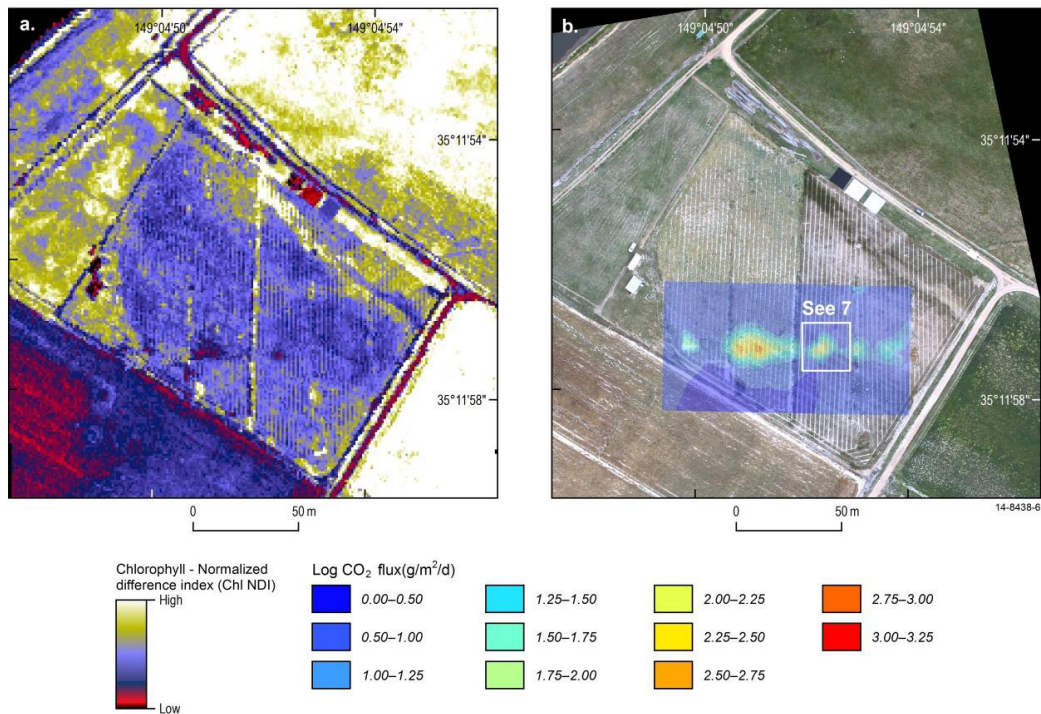 a.
149°04'50"
149°04'54"
b.
149°04'50"
149°04'54"
35°11'54"
35°11'54"
See 7
35°11'58"
35°11'58"
14-8438-6
0 50 m
0 50 m
Chlorophyll - Normalized
difference index (Chl NDI)
High
Low
Log CO₂ flux(g/m²/d)
0.00–0.50
1.25–1.50
2.00–2.25
2.75–3.00
0.50–1.00
1.50–1.75
2.25–2.50
3.00–3.25
1.00–1.25
1.75–2.00
2.50–2.75